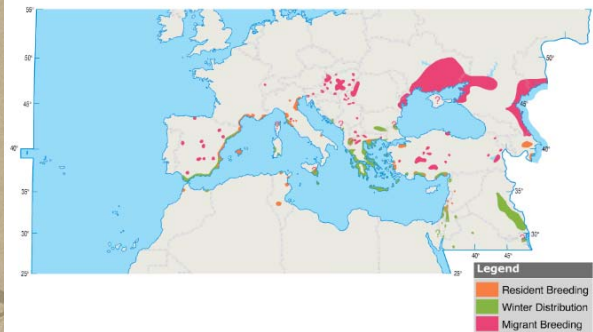 55°
50° 50°
?
45° 45°
? ?
40° 40°
35° 35°
30° 30°
?
40° 45°
25°
Legend
Resident Breeding
Winter Distribution
Migrant Breeding